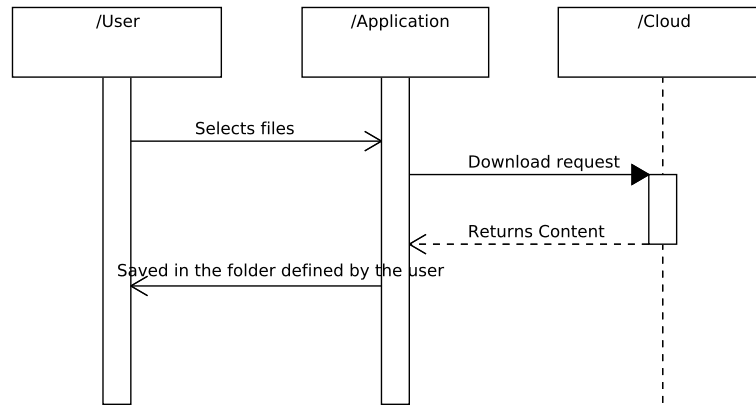 /User
/Application
/Cloud
Selects files
Download request
Returns Content
Saved in the folder defined by the user